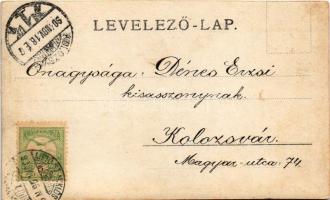 LEVELEZŐ-LAP.
Önagysága Dénes Erzsi
kisasszonynak.
Kolozsvár.
Magyar-utca 74.